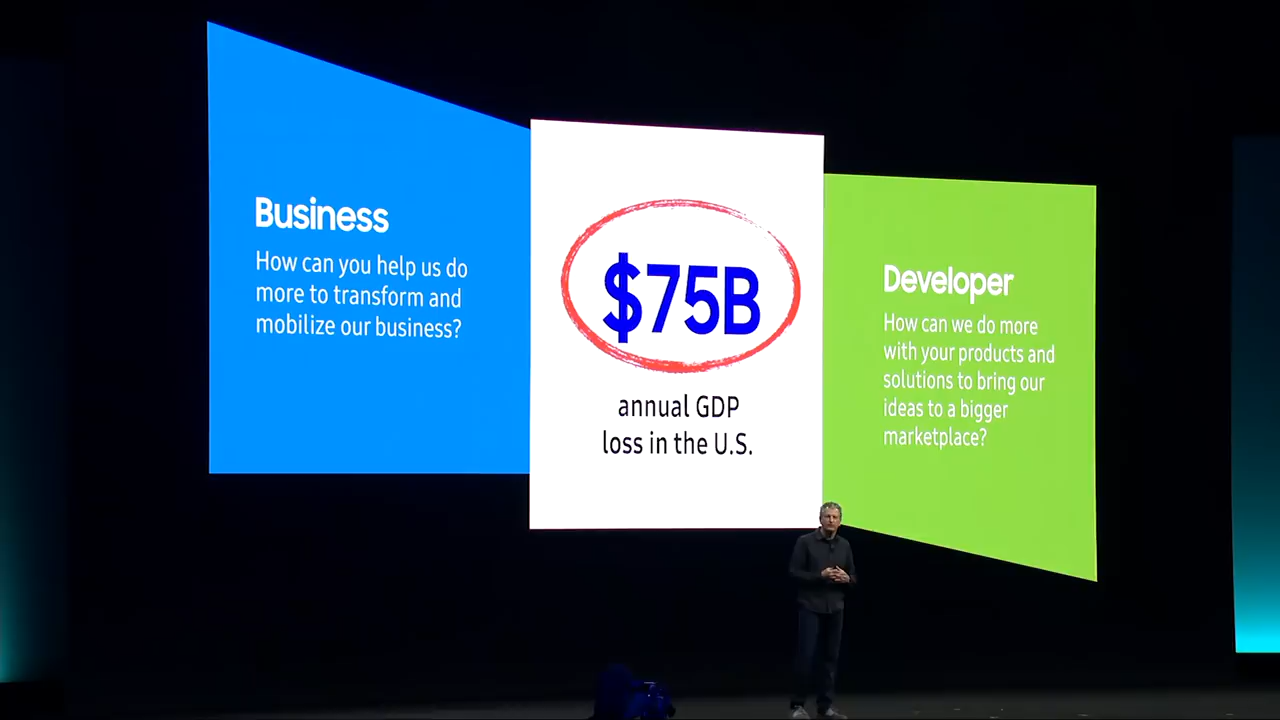 Business
How can you help us do
more to transform and
mobilize our business?
$75B
annual GDP
loss in the U.S.
Developer
How can we do more
with your products and
solutions to bring our
ideas to a bigger
marketplace?